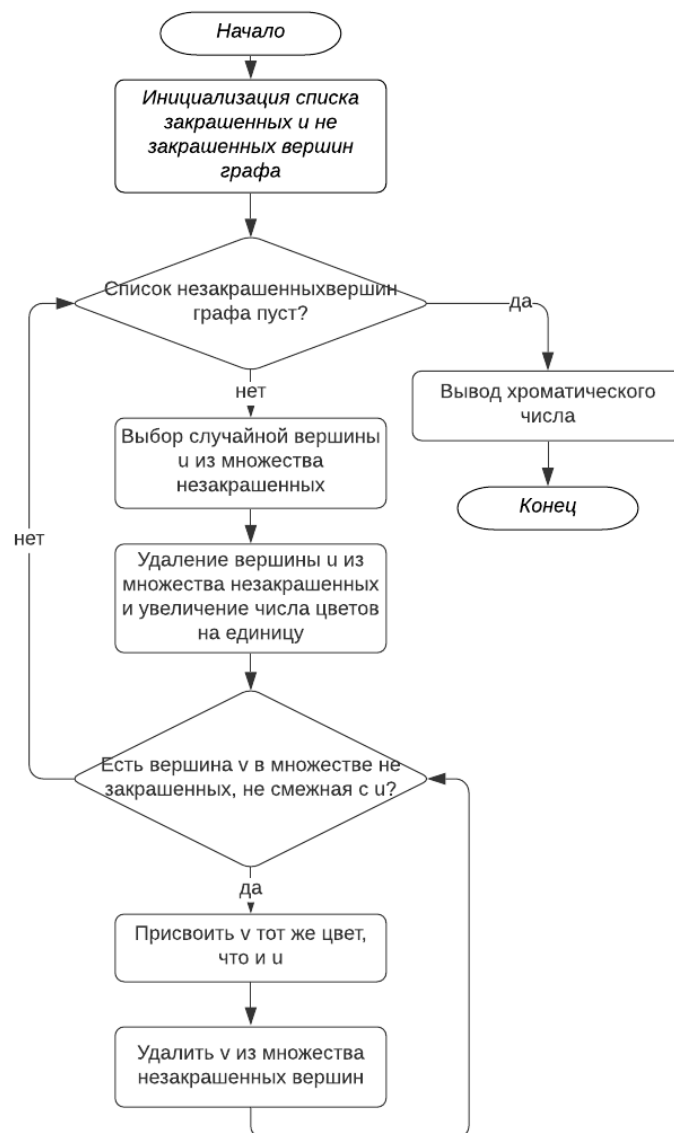 Начало
Инициализация списка
закрашенных и не
закрашенных вершин
графа
Список незакрашенныхвершин
графа пуст?
да
нет
Вывод хроматического
числа
Выбор случайной вершины
u из множества
незакрашенных
Конец
нет
Удаление вершины u из
множества незакрашенных
и увеличение числа цветов
на единицу
Есть вершина v в множестве не
закрашенных, не смежная с u?
да
Присвоить v тот же цвет,
что и u
Удалить v из множества
незакрашенных вершин